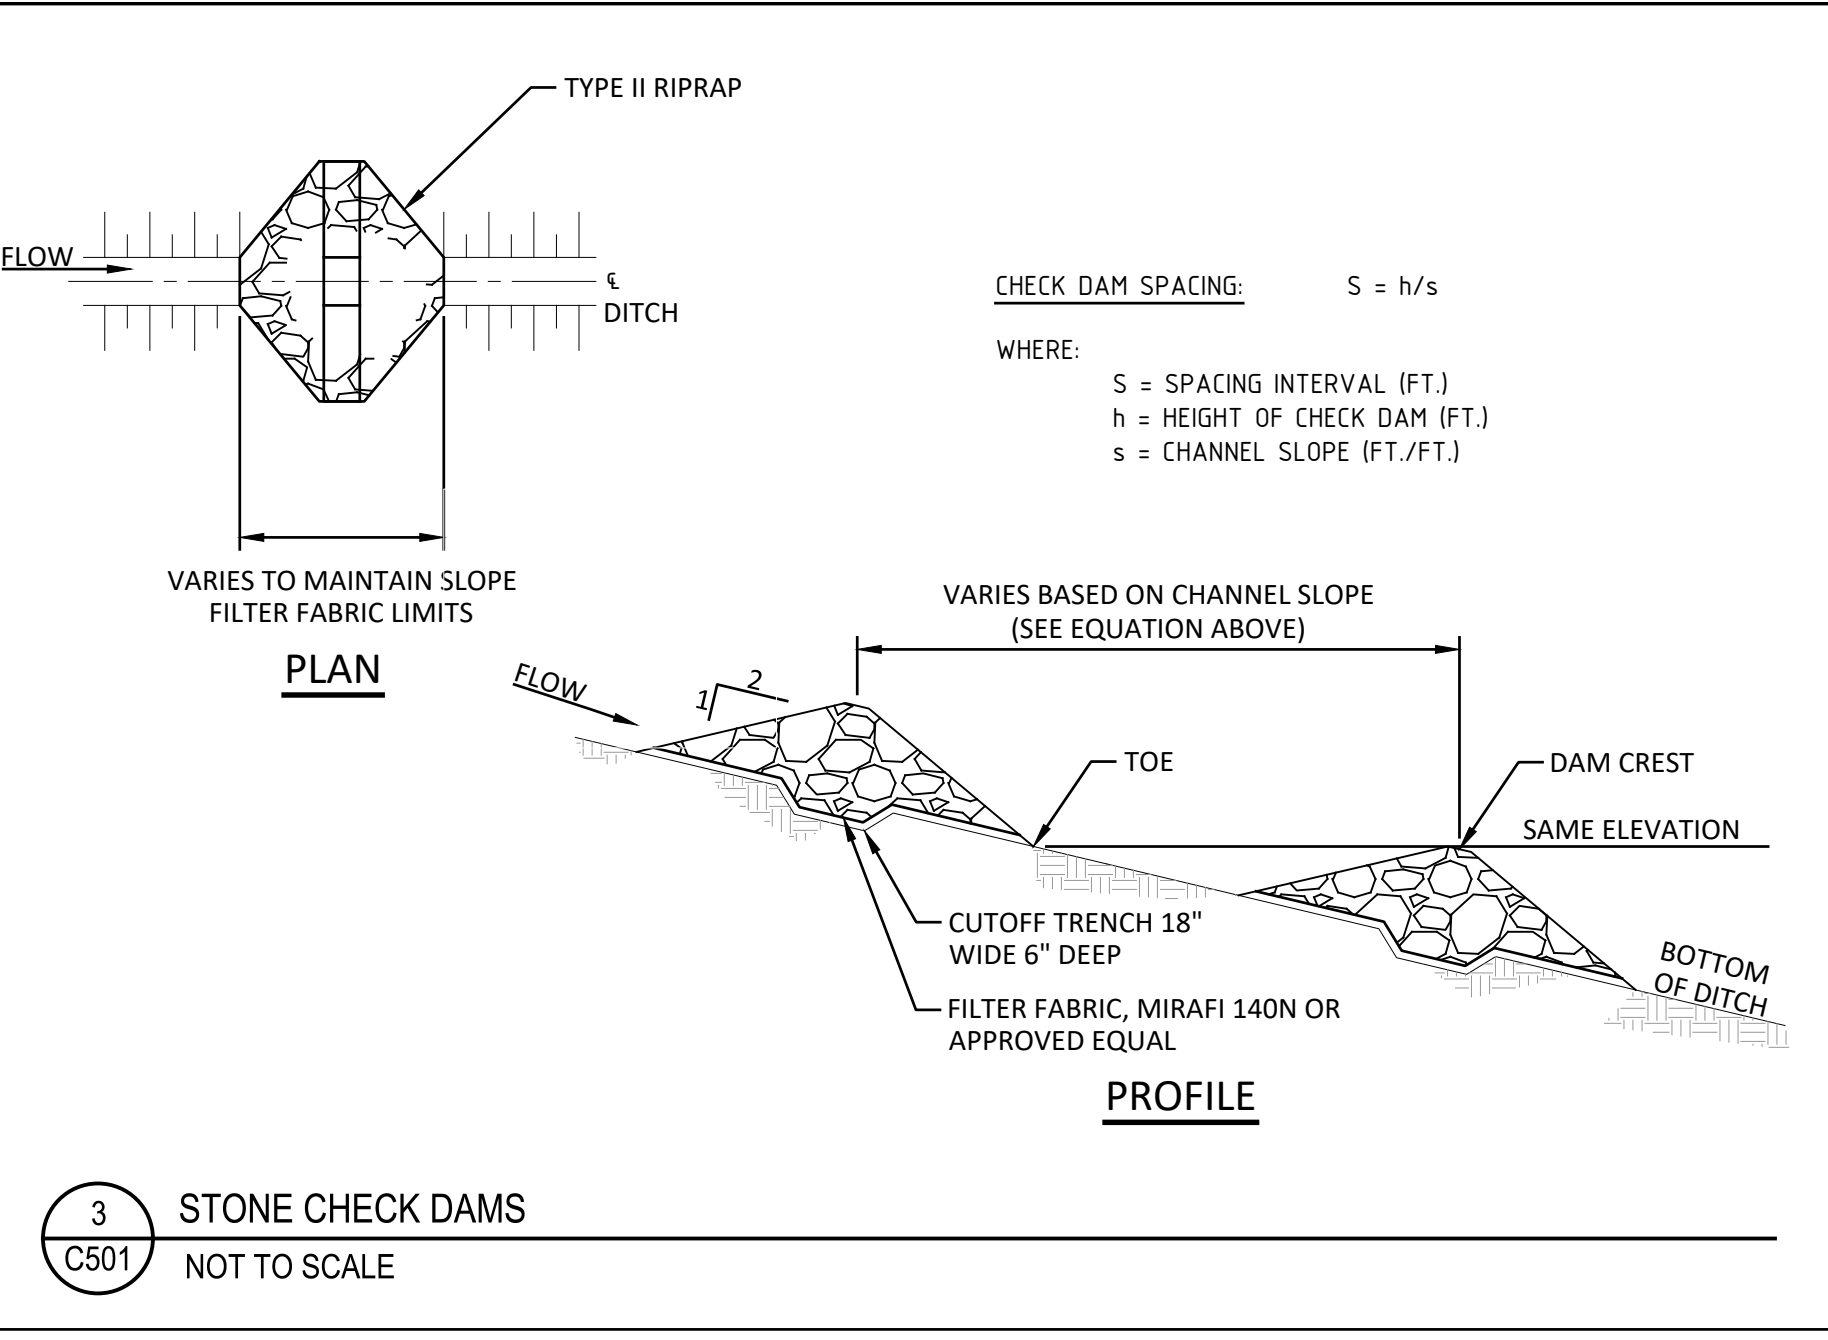 TYPE II RIPRAP
FLOW
℄
DITCH
VARIES TO MAINTAIN SLOPE
FILTER FABRIC LIMITS
PLAN
CHECK DAM SPACING: S = h/s
WHERE:
S = SPACING INTERVAL (FT.)
h = HEIGHT OF CHECK DAM (FT.)
s = CHANNEL SLOPE (FT./FT.)
VARIES BASED ON CHANNEL SLOPE
(SEE EQUATION ABOVE)
FLOW
1
2
TOE
DAM CREST
SAME ELEVATION
CUTOFF TRENCH 18"
WIDE 6" DEEP
FILTER FABRIC, MIRAFI 140N OR
APPROVED EQUAL
BOTTOM
OF DITCH
PROFILE
3
C501
STONE CHECK DAMS
NOT TO SCALE